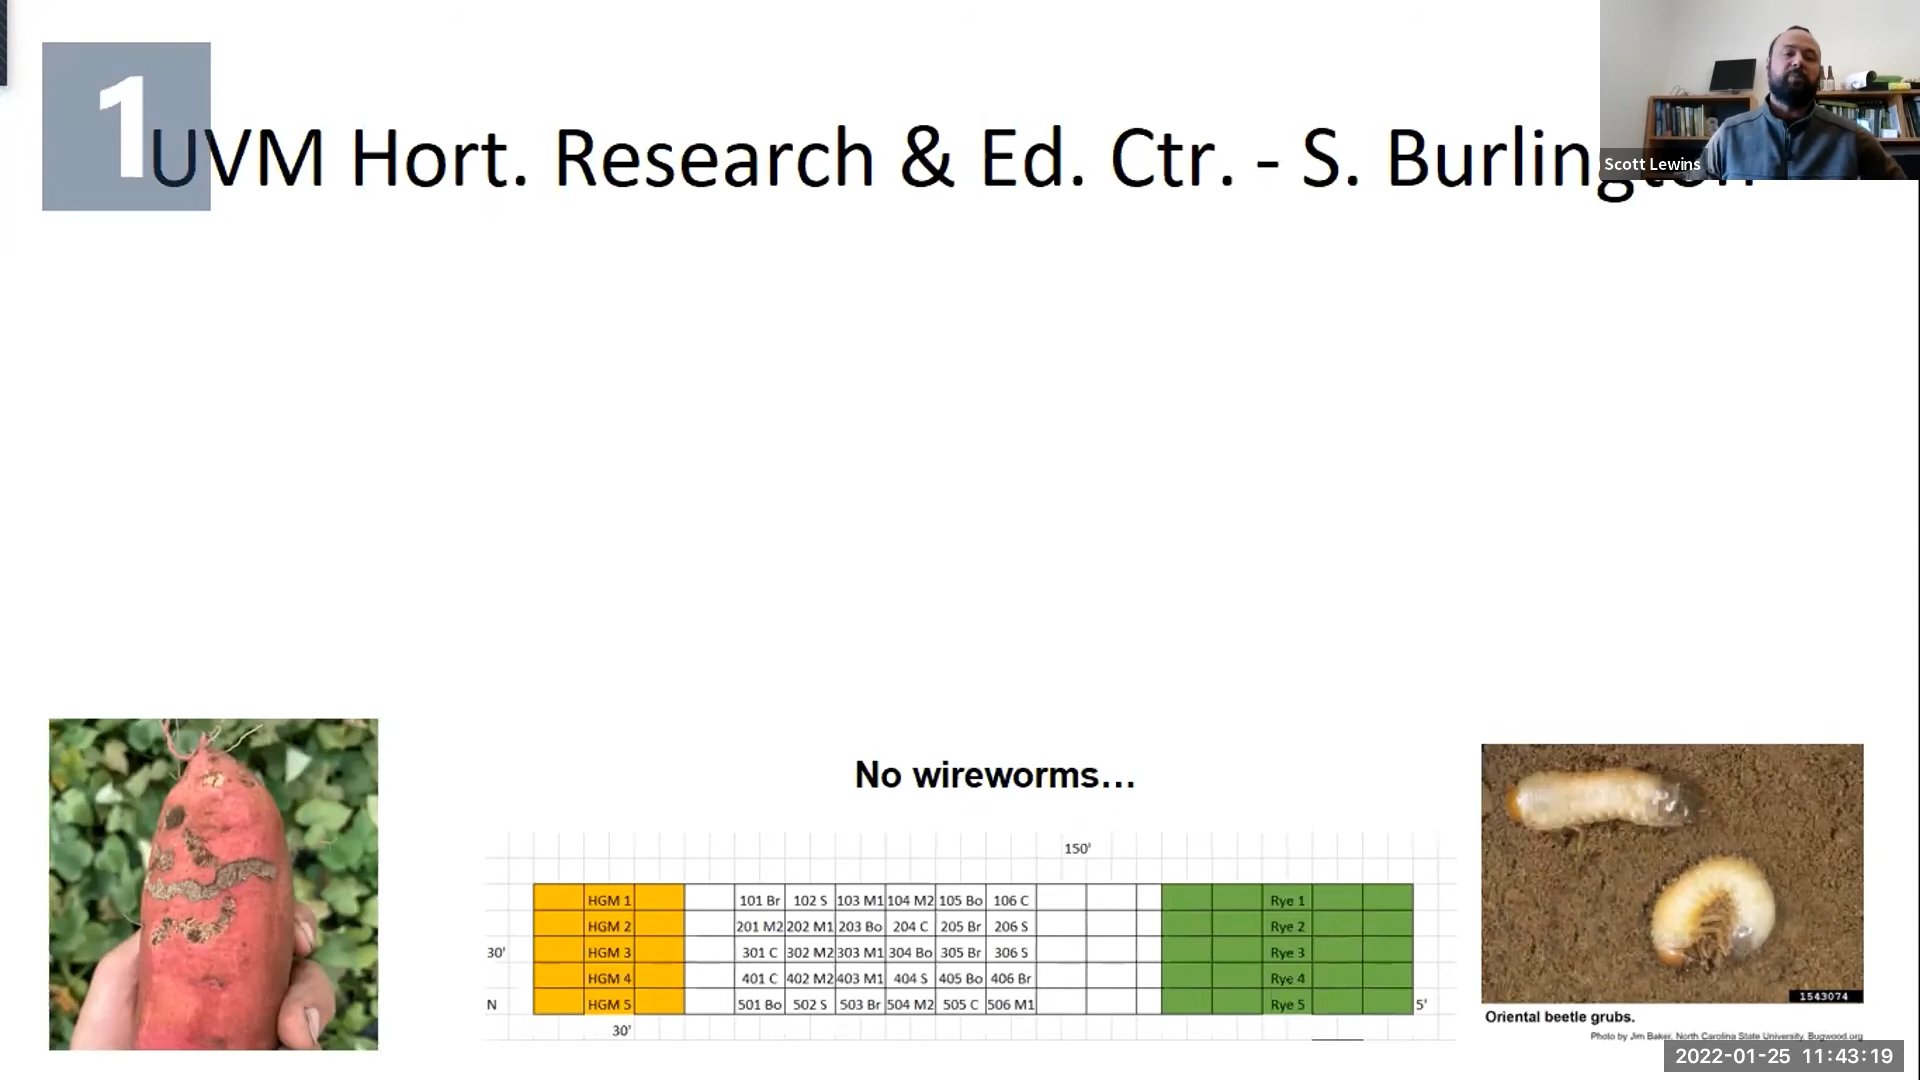 1
UVM Hort. Research & Ed. Ctr. - S. Burlington
Scott Lewins
No wireworms...
150'
HGM 1 101 Br 102 S 103 M1 104 M2 105 Bo 106 C Rye 1
HGM 2 201 M2 202 M1 203 Bo 204 C 205 Br 206 S Rye 2
30' HGM 3 301 C 302 M2 303 M1 304 Bo 305 Br 306 S Rye 3
HGM 4 401 C 402 M2 403 M1 404 S 405 Bo 406 Br Rye 4
N HGM 5 501 Bo 502 S 503 Br 504 M2 505 C 506 M1 Rye 5 5'
30'
1543074
Oriental beetle grubs.
Photo by Jim Baker, North Carolina State University, Bugwood.org
2022-01-25 11:43:19